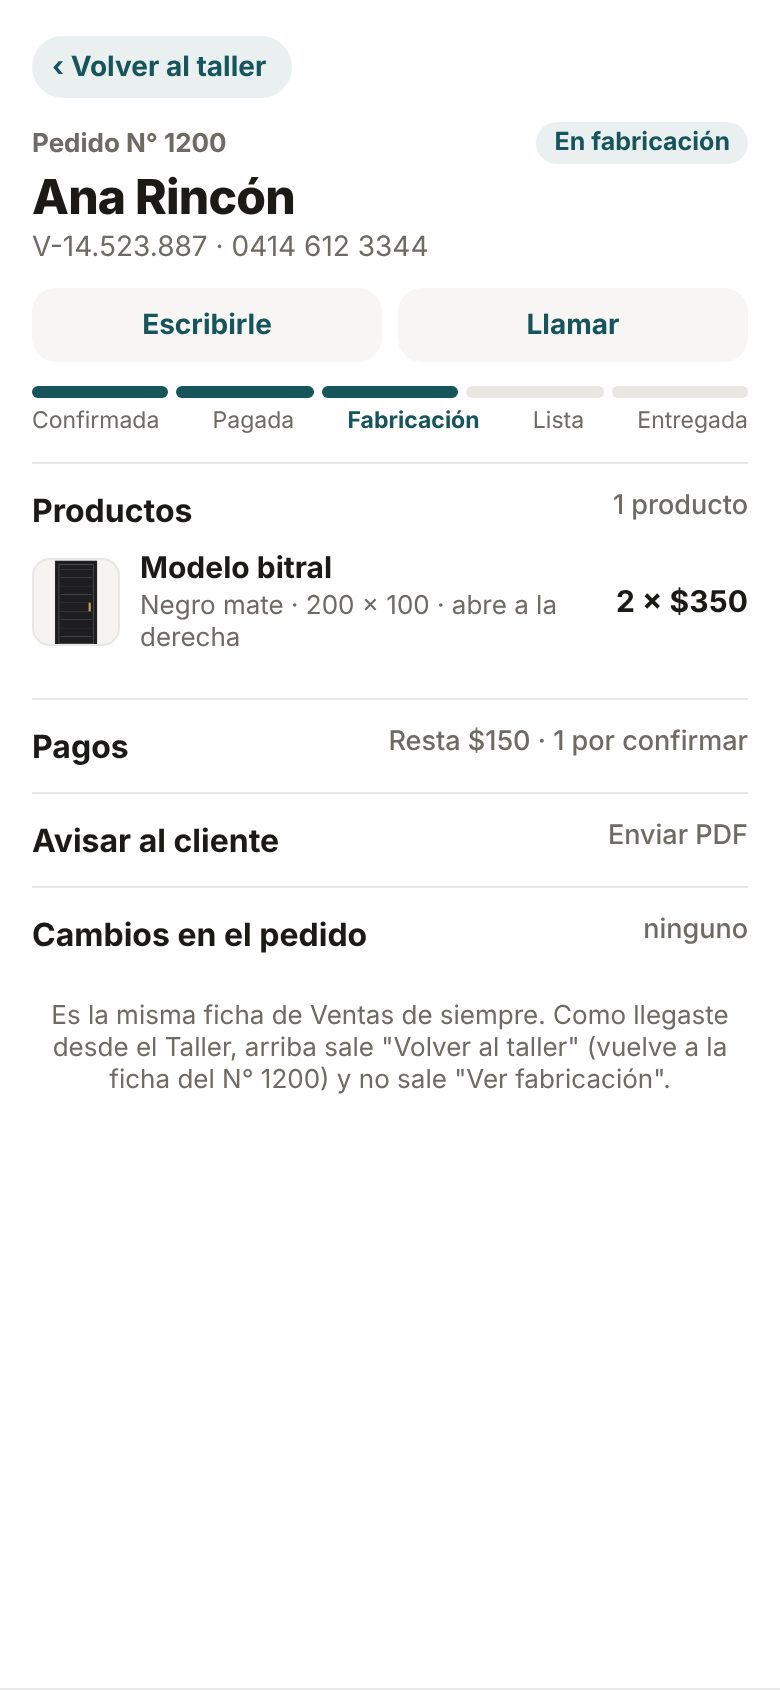 ‹ Volver al taller
Pedido N° 1200
En fabricación
Ana Rincón
V-14.523.887 · 0414 612 3344
Escribirle
Llamar
Confirmada
Pagada
Fabricación
Lista
Entregada
Productos
1 producto
Modelo bitral
Negro mate · 200 × 100 · abre a la
derecha
2 × $350
Pagos
Resta $150 · 1 por confirmar
Avisar al cliente
Enviar PDF
Cambios en el pedido
ninguno
Es la misma ficha de Ventas de siempre. Como llegaste
desde el Taller, arriba sale "Volver al taller" (vuelve a la
ficha del N° 1200) y no sale "Ver fabricación".